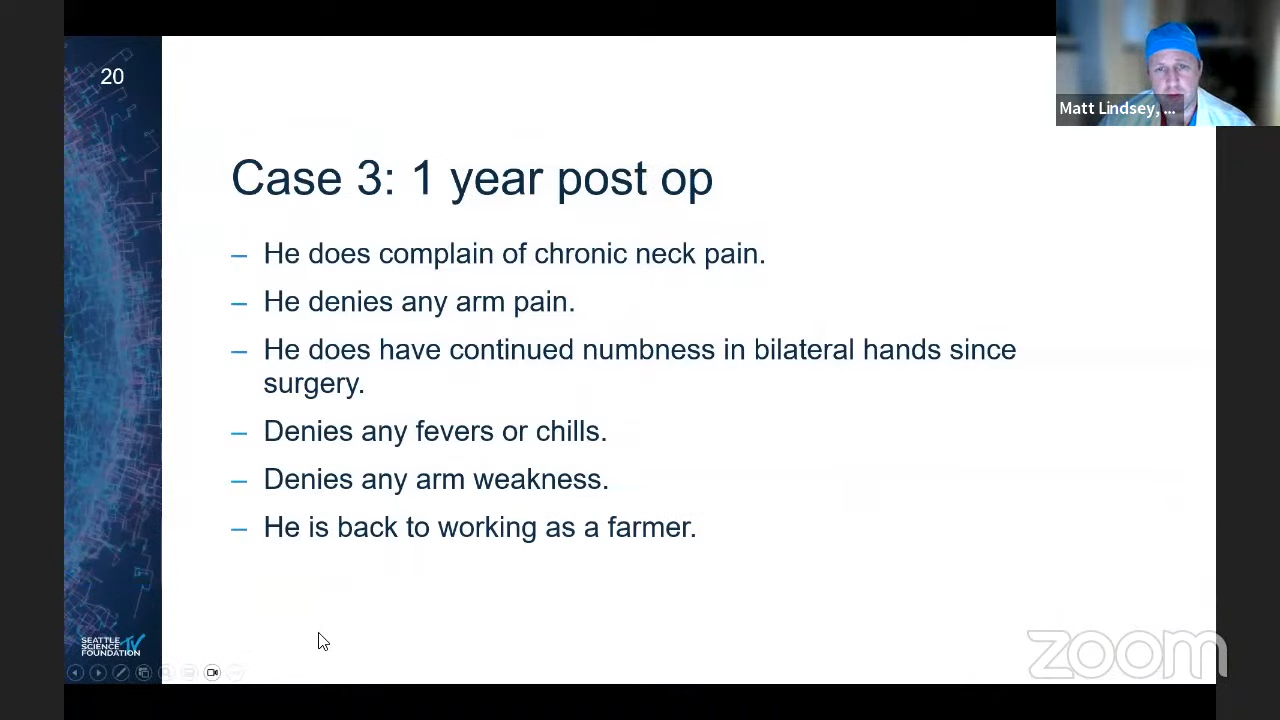 20
Matt Lindsey, ...
Case 3: 1 year post op
– He does complain of chronic neck pain.
– He denies any arm pain.
– He does have continued numbness in bilateral hands since
surgery.
– Denies any fevers or chills.
– Denies any arm weakness.
– He is back to working as a farmer.
SEATTLE
SCIENCE TV
FOUNDATION
zoom